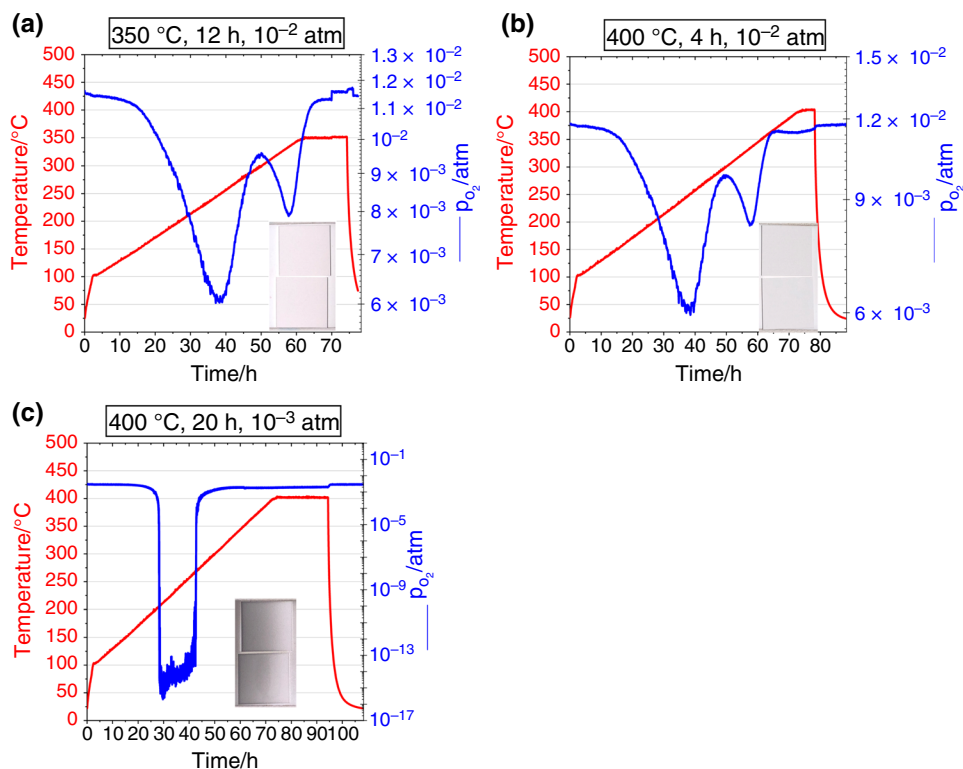 (a)
350 °C, 12 h, 10⁻² atm
500
450
400
350
300
250
200
150
100
50
0
Temperature/°C
0 10 20 30 40 50 60 70
Time/h
1.3 × 10⁻²
1.2 × 10⁻²
1.1 × 10⁻²
10⁻²
9 × 10⁻³
8 × 10⁻³
7 × 10⁻³
6 × 10⁻³
p_O₂/atm
(b)
400 °C, 4 h, 10⁻² atm
500
450
400
350
300
250
200
150
100
50
0
Temperature/°C
0 10 20 30 40 50 60 70 80
Time/h
1.5 × 10⁻²
1.2 × 10⁻²
9 × 10⁻³
6 × 10⁻³
p_O₂/atm
(c)
400 °C, 20 h, 10⁻³ atm
500
450
400
350
300
250
200
150
100
50
0
Temperature/°C
0 10 20 30 40 50 60 70 80 90 100
Time/h
10⁻¹
10⁻⁵
10⁻⁹
10⁻¹³
10⁻¹⁷
p_O₂/atm